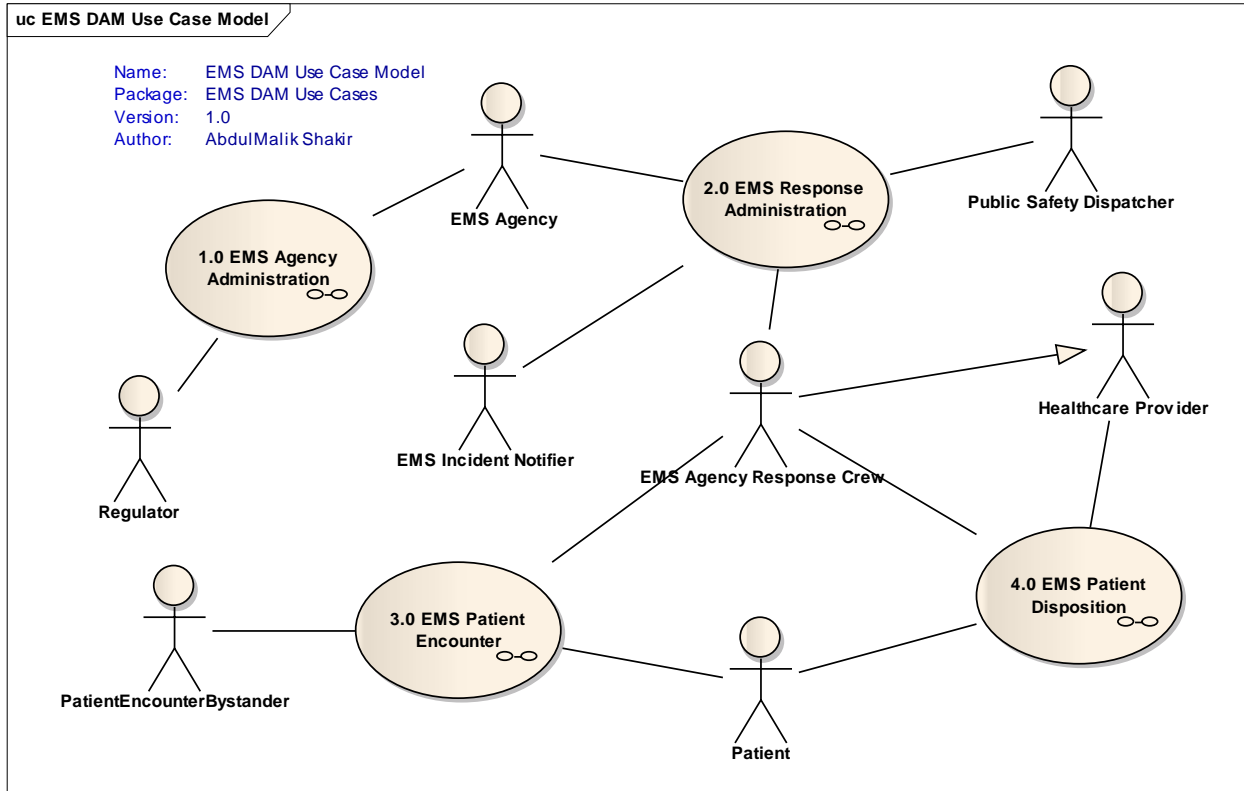 uc EMS DAM Use Case Model
Name: EMS DAM Use Case Model
Package: EMS DAM Use Cases
Version: 1.0
Author: AbdulMalik Shakir
EMS Agency
2.0 EMS Response
Administration
Public Safety Dispatcher
1.0 EMS Agency
Administration
Healthcare Provider
EMS Incident Notifier
EMS Agency Response Crew
Regulator
3.0 EMS Patient
Encounter
4.0 EMS Patient
Disposition
PatientEncounterBystander
Patient